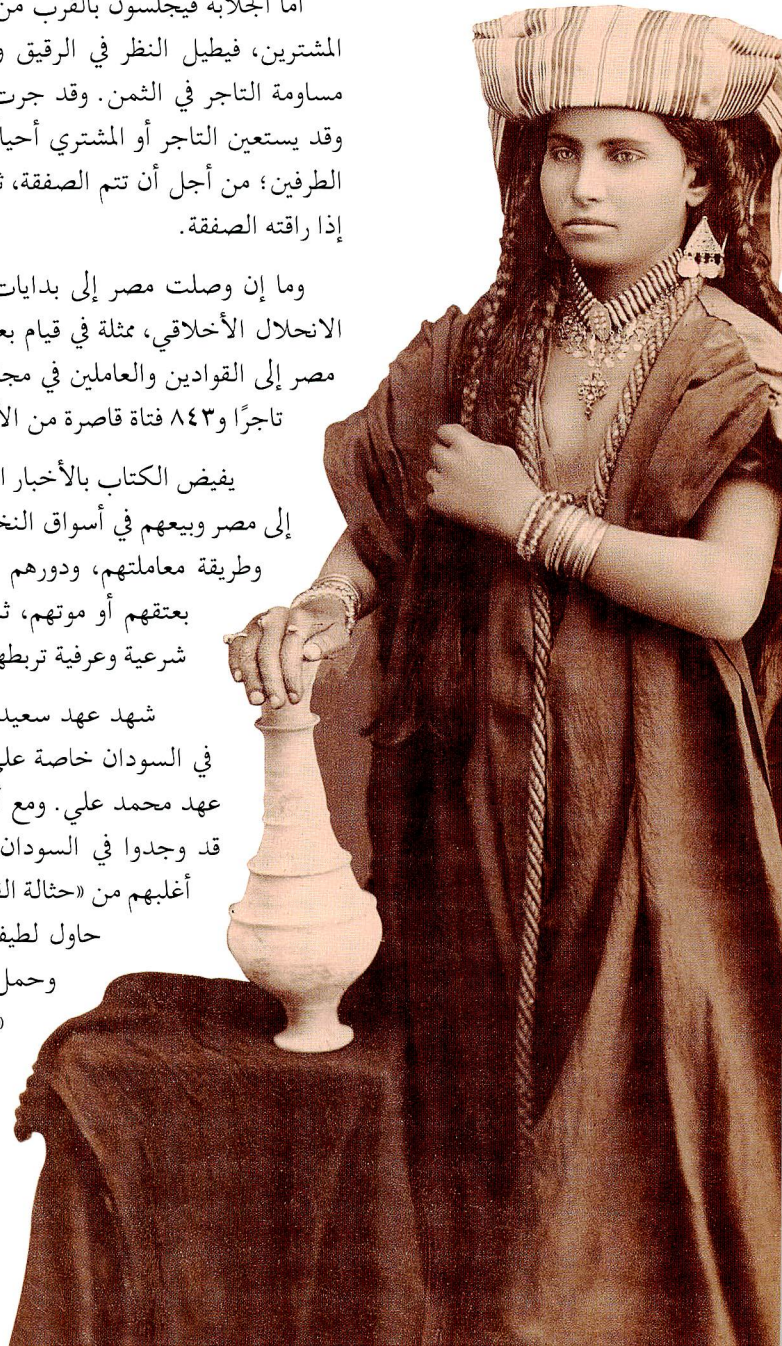 أما الجلابة فيجلسون بالقرب من
المشترين، فيطيل النظر في الرقيق و
مساومة التاجر في الثمن. وقد جرت
وقد يستعين التاجر أو المشتري أحيا
الطرفين؛ من أجل أن تتم الصفقة، ث
إذا راقته الصفقة.
وما إن وصلت مصر إلى بدايات
الانحلال الأخلاقي، ممثلة في قيام بع
مصر إلى القوادين والعاملين في مجا
تاجرًا و٨٤٣ فتاة قاصرة من الأ
يفيض الكتاب بالأخبار ا
إلى مصر وبيعهم في أسواق النخ
وطريقة معاملتهم، ودورهم
بعتقهم أو موتهم، ث
شرعية وعرفية تربطه
شهد عهد سعيد
في السودان خاصة علي
عهد محمد علي. ومع أ
قد وجدوا في السودان
أغلبهم من «حثالة ال
حاول لطيف
وحمل